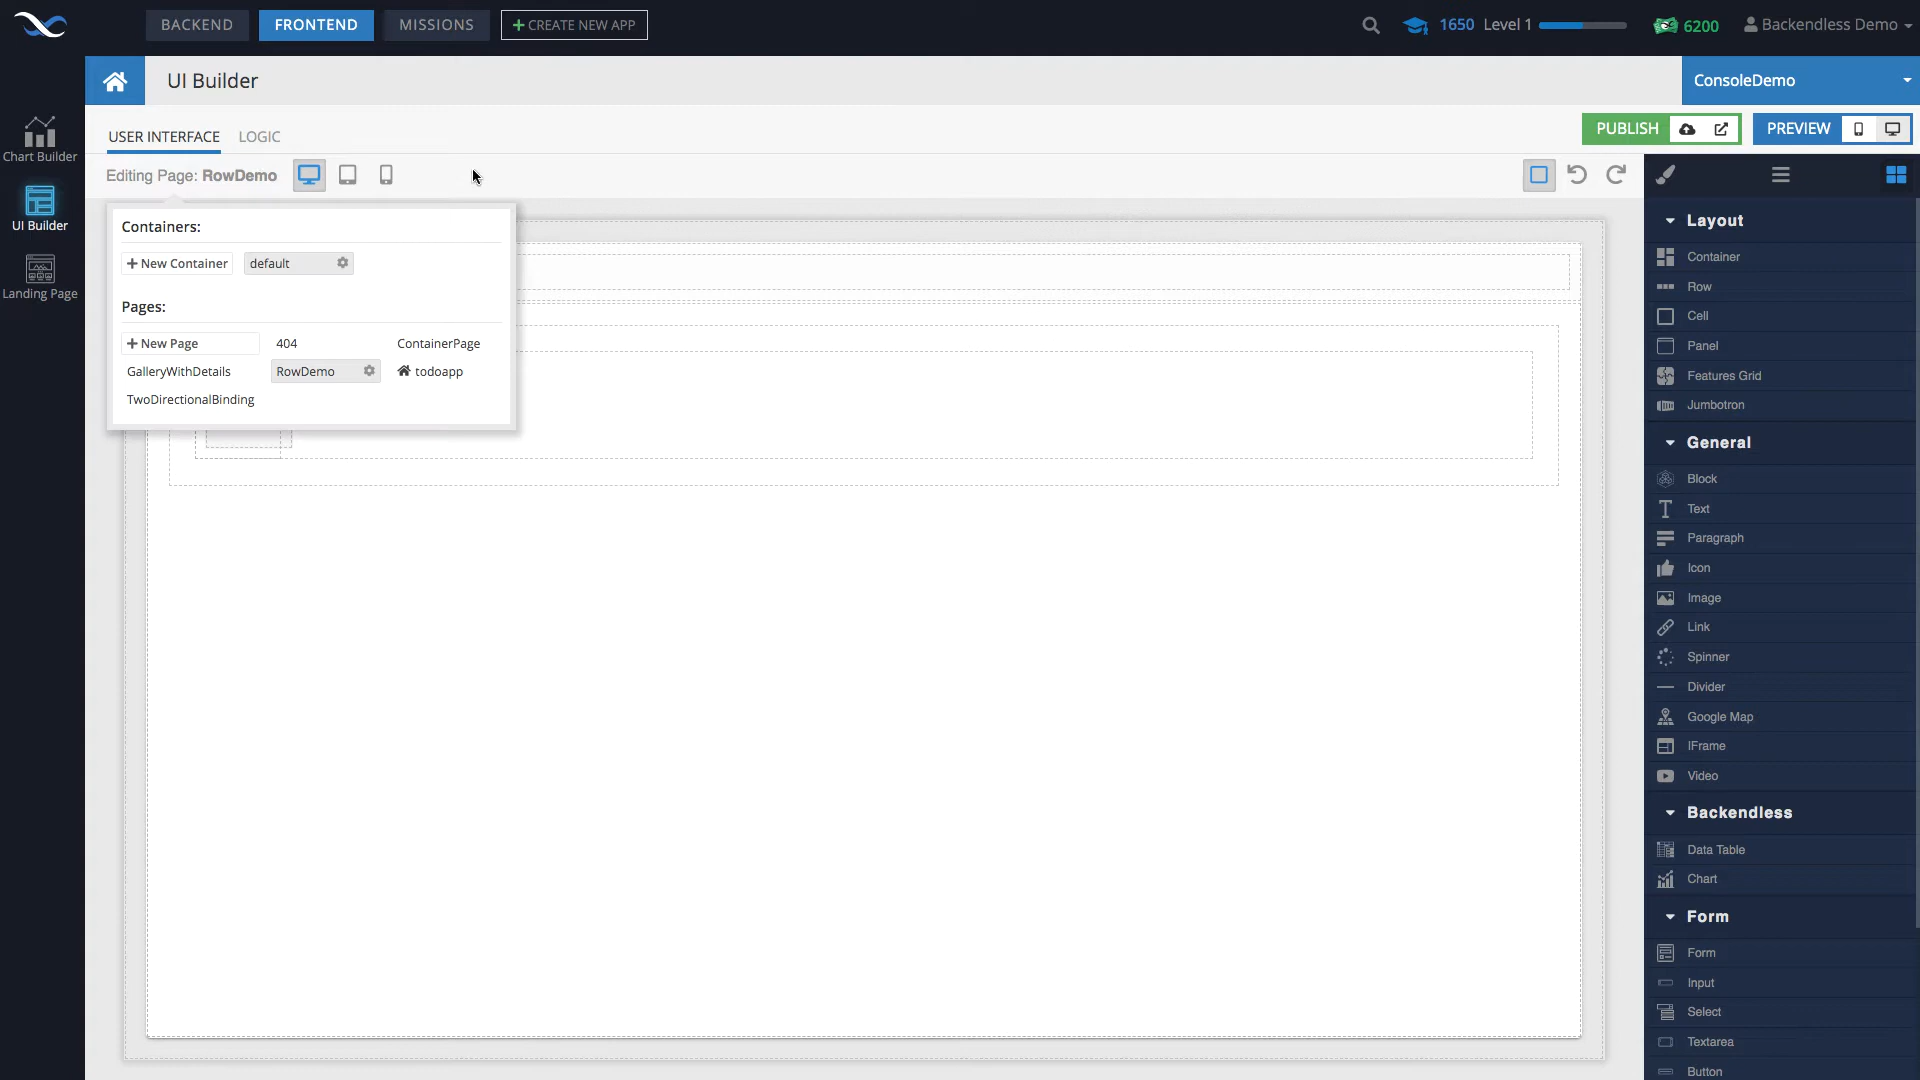 BACKEND FRONTEND MISSIONS + CREATE NEW APP 1650 Level 1 6200 Backendless Demo
UI Builder ConsoleDemo
USER INTERFACE LOGIC PUBLISH PREVIEW
Editing Page: RowDemo
Chart Builder
UI Builder
Landing Page
Containers:
+ New Container default
Pages:
+ New Page 404 ContainerPage
GalleryWithDetails RowDemo todoapp
TwoDirectionalBinding
Layout
Container
Row
Cell
Panel
Features Grid
Jumbotron
General
Block
Text
Paragraph
Icon
Image
Link
Spinner
Divider
Google Map
IFrame
Video
Backendless
Data Table
Chart
Form
Form
Input
Select
Textarea
Button